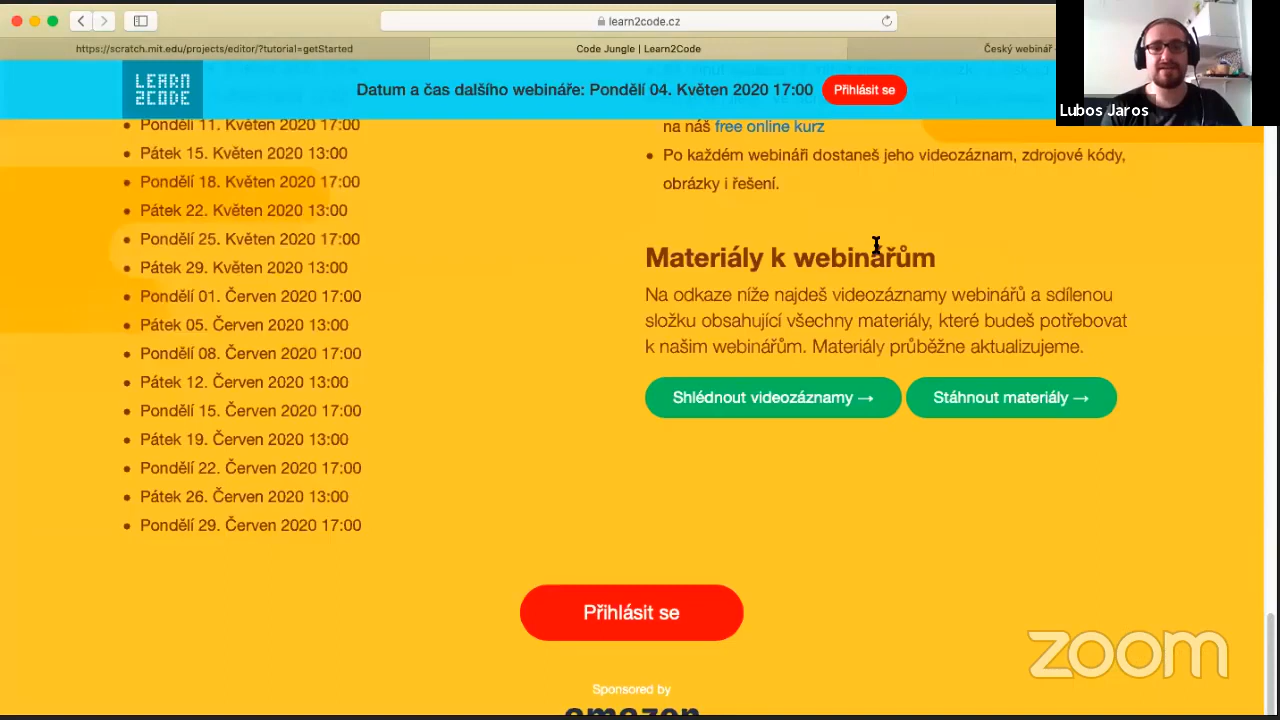 learn2code.cz
https://scratch.mit.edu/projects/editor/?tutorial=getStarted
Code Jungle | Learn2Code
Český webinář
LEARN
2CODE
Datum a čas dalšího webináře: Pondělí 04. Květen 2020 17:00
Přihlásit se
Lubos Jaros
Pondělí 11. Květen 2020 17:00
Pátek 15. Květen 2020 13:00
Pondělí 18. Květen 2020 17:00
Pátek 22. Květen 2020 13:00
Pondělí 25. Květen 2020 17:00
Pátek 29. Květen 2020 13:00
Pondělí 01. Červen 2020 17:00
Pátek 05. Červen 2020 13:00
Pondělí 08. Červen 2020 17:00
Pátek 12. Červen 2020 13:00
Pondělí 15. Červen 2020 17:00
Pátek 19. Červen 2020 13:00
Pondělí 22. Červen 2020 17:00
Pátek 26. Červen 2020 13:00
Pondělí 29. Červen 2020 17:00
na náš free online kurz
Po každém webináři dostaneš jeho videozáznam, zdrojové kódy,
obrázky i řešení.
Materiály k webinářům
Na odkaze níže najdeš videozáznamy webinářů a sdílenou
složku obsahující všechny materiály, které budeš potřebovat
k našim webinářům. Materiály průběžne aktualizujeme.
Shlédnout videozáznamy →
Stáhnout materiály →
Přihlásit se
Sponsored by
amazon
zoom